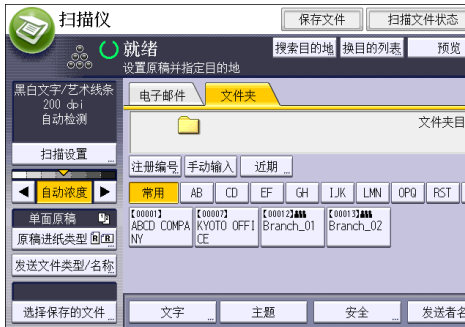 扫描仪
保存文件
扫描文件状态
就绪
搜索目的地
换目的列表
预览
设置原稿并指定目的地
黑白文字/艺术线条
200 dpi
自动检测
电子邮件
文件夹
文件夹目
扫描设置
注册编号
手动输入
近期
自动浓度
常用
AB
CD
EF
GH
IJK
LMN
OPQ
RST
单面原稿
【00001】
ABCD COMPA
NY
【00007】
KYOTO OFFI
CE
【00012】
Branch_01
【00013】
Branch_02
原稿进纸类型
发送文件类型/名称
选择保存的文件
文字
主题
安全
发送者名